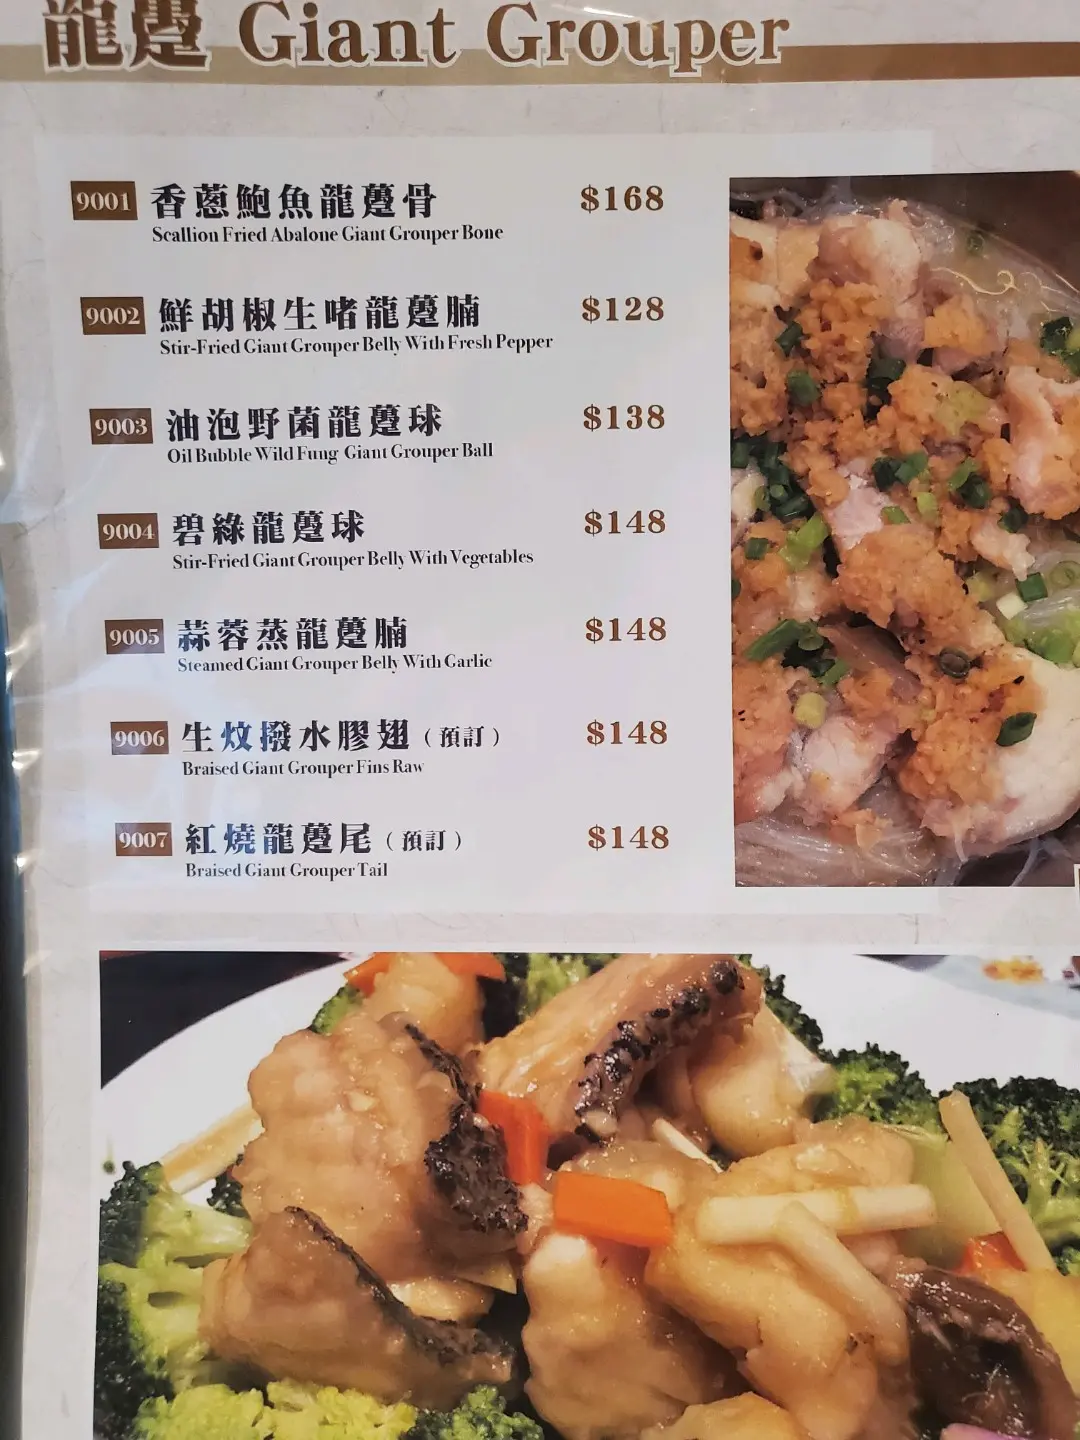 龍躉 Giant Grouper
9001 香蔥鮑魚龍躉骨 $168
Scallion Fried Abalone Giant Grouper Bone
9002 鮮胡椒生啫龍躉腩 $128
Stir-Fried Giant Grouper Belly With Fresh Pepper
9003 油泡野菌龍躉球 $138
Oil Bubble Wild Fung Giant Grouper Ball
9004 碧綠龍躉球 $148
Stir-Fried Giant Grouper Belly With Vegetables
9005 蒜蓉蒸龍躉腩 $148
Steamed Giant Grouper Belly With Garlic
9006 生炆撥水膠翅（預訂） $148
Braised Giant Grouper Fins Raw
9007 紅燒龍躉尾（預訂） $148
Braised Giant Grouper Tail